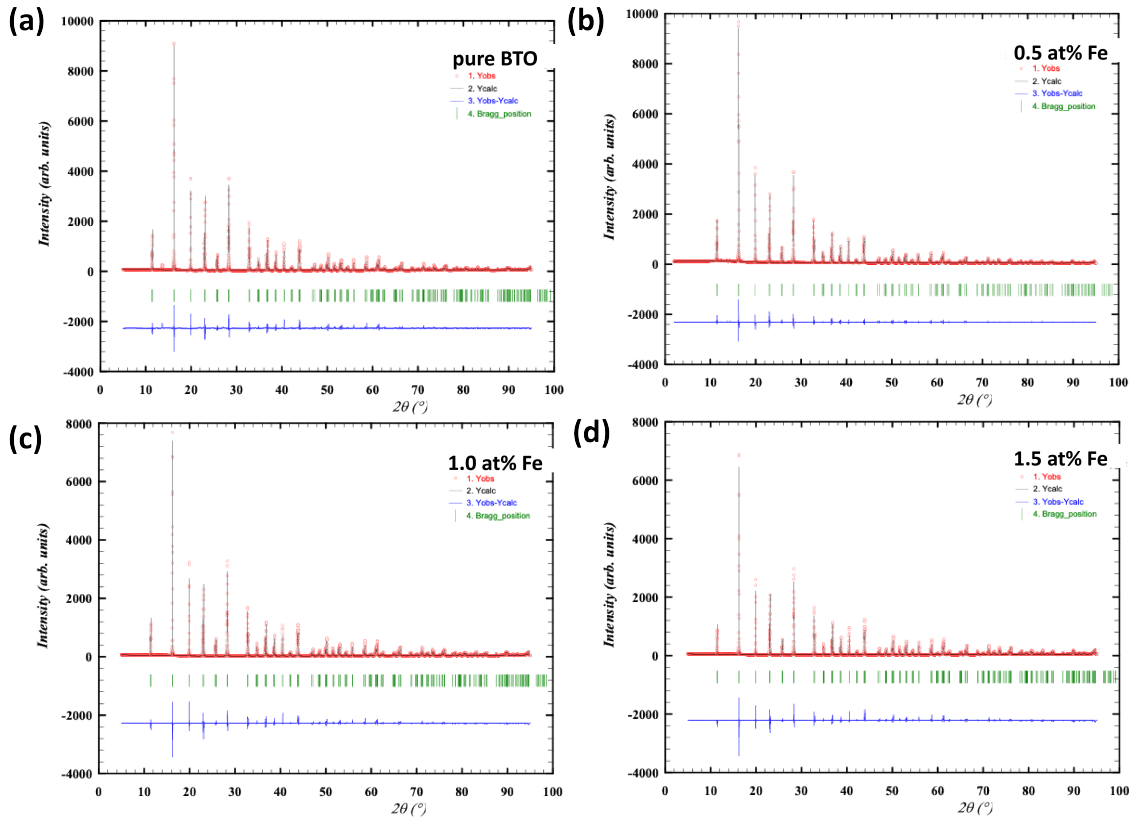 (a)
pure BTO
1. Yobs
2. Ycalc
3. Yobs-Ycalc
4. Bragg_position
Intensity (arb. units)
10000
8000
6000
4000
2000
0
-2000
-4000
0 10 20 30 40 50 60 70 80 90 100
2θ (°)
(b)
0.5 at% Fe
1. Yobs
2. Ycalc
3. Yobs-Ycalc
4. Bragg_position
Intensity (arb. units)
10000
8000
6000
4000
2000
0
-2000
-4000
0 10 20 30 40 50 60 70 80 90 100
2θ (°)
(c)
1.0 at% Fe
1. Yobs
2. Ycalc
3. Yobs-Ycalc
4. Bragg_position
Intensity (arb. units)
8000
6000
4000
2000
0
-2000
-4000
0 10 20 30 40 50 60 70 80 90 100
2θ (°)
(d)
1.5 at% Fe
1. Yobs
2. Ycalc
3. Yobs-Ycalc
4. Bragg_position
Intensity (arb. units)
8000
6000
4000
2000
0
-2000
-4000
0 10 20 30 40 50 60 70 80 90 100
2θ (°)